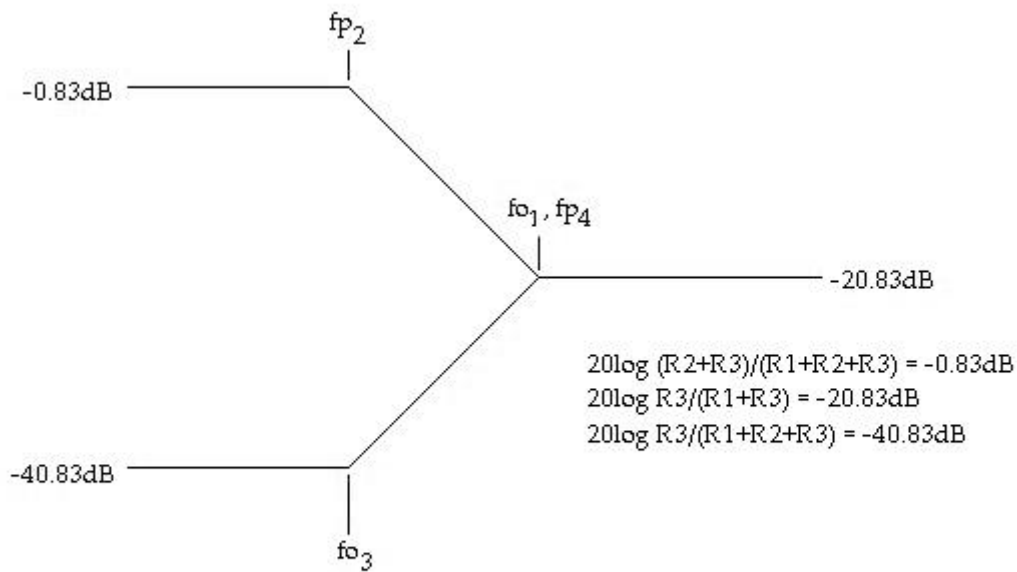 fp2
-0.83dB
fo1, fp4
-20.83dB
20log (R2+R3)/(R1+R2+R3) = -0.83dB
20log R3/(R1+R3) = -20.83dB
20log R3/(R1+R2+R3) = -40.83dB
-40.83dB
fo3